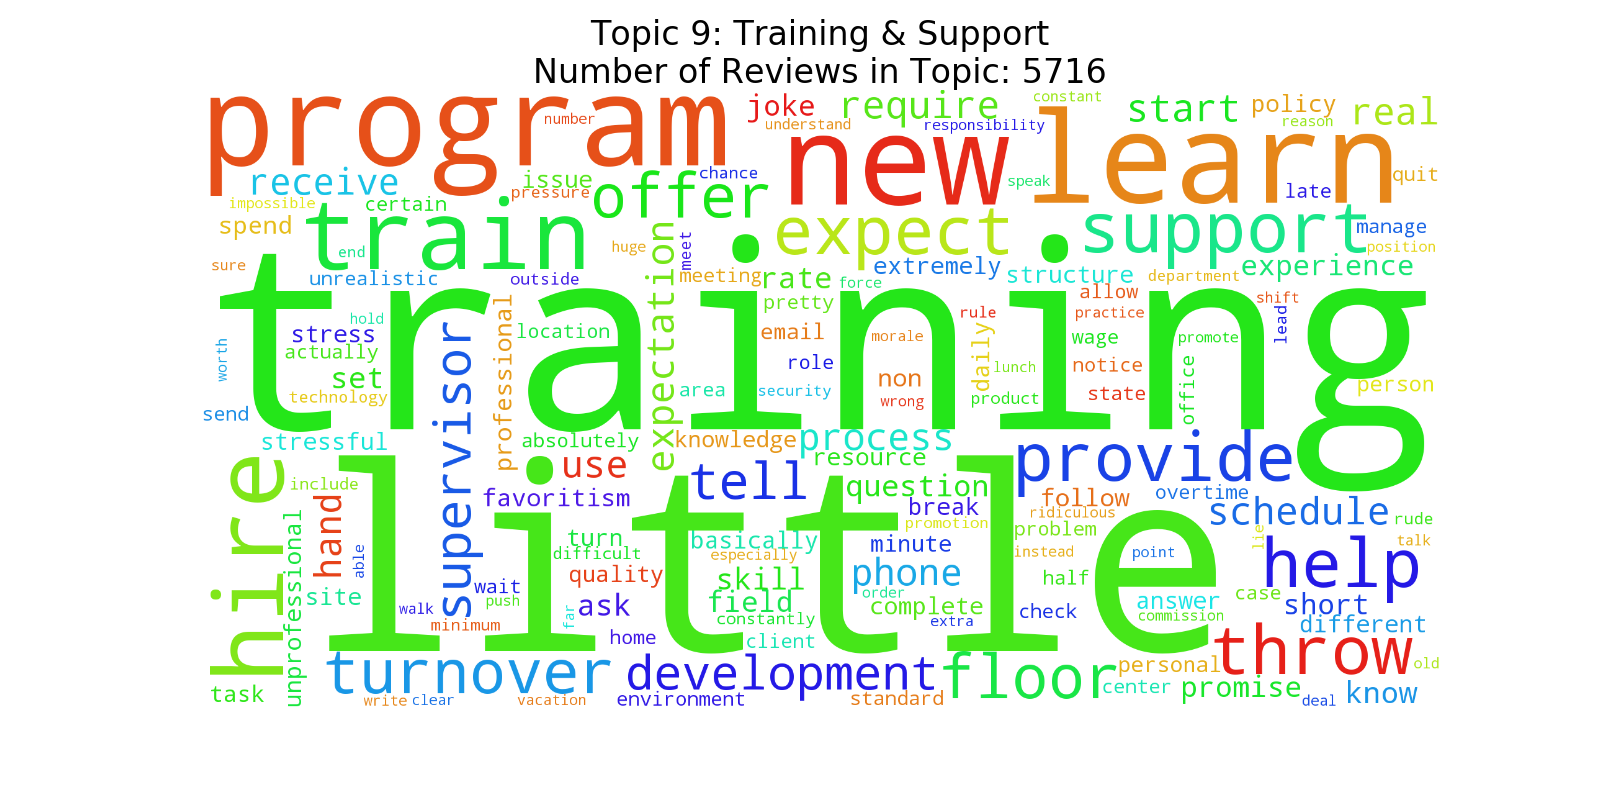 Topic 9: Training & Support
Number of Reviews in Topic: 5716
program
number
joke
understand
require
responsibility
constant
start
policy
reason
real
new
learn
receive
issue
pressure
offer
chance
speak
late
quit
impossible
certain
spend
train
end
huge
meet
expect
support
manage
position
sure
unrealistic
outside
expectation
meeting
rate
force
extremely
structure
department
experience
training
hold
stress
actually
worth
set
technology
send
stressful
supervisor
professional
location
pretty
email
role
area
security
morale
non
wrong
rule
daily
lunch
product
allow
practice
wage
notice
state
promote
office
shift
lead
person
absolutely
knowledge
process
resource
provide
little
hire
include
hand
able
unprofessional
site
task
use
favoritism
tell
question
break
promotion
follow
ridiculous
problem
overtime
schedule
rude
talk
lie
turn
difficult
basically
especially
minute
instead
point
help
quality
skill
phone
half
wait
push
walk
minimum
far
ask
field
constantly
order
complete
extra
check
answer
commission
case
short
different
home
client
turnover
development
floor
personal
throw
old
write
clear
vacation
environment
standard
center
promise
deal
know